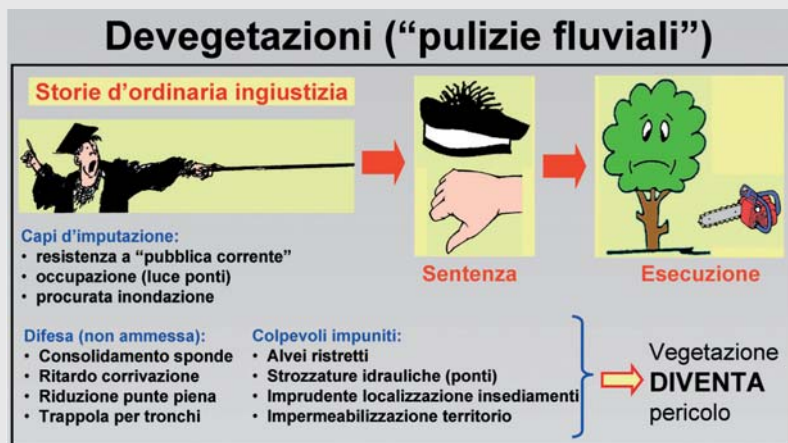 Devegetazioni (“pulizie fluviali”)
Storie d’ordinaria ingiustizia
Capi d’imputazione:
• resistenza a “pubblica corrente”
• occupazione (luce ponti)
• procurata inondazione
Sentenza
Esecuzione
Difesa (non ammessa):
• Consolidamento sponde
• Ritardo corrivazione
• Riduzione punte piena
• Trappola per tronchi
Colpevoli impuniti:
• Alvei ristretti
• Strozzature idrauliche (ponti)
• Imprudente localizzazione insediamenti
• Impermeabilizzazione territorio
Vegetazione
DIVENTA
pericolo